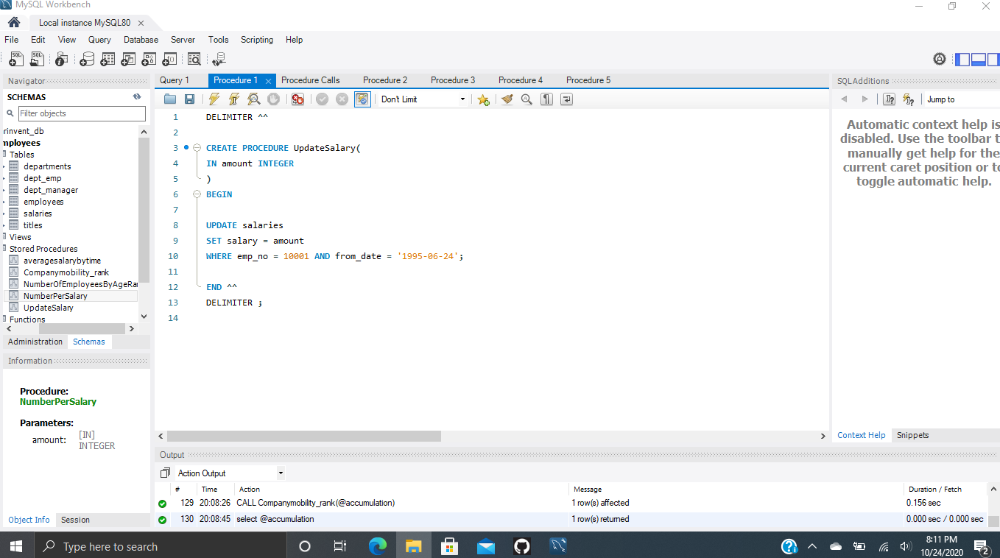 MySQL Workbench
Local instance MySQL80
File Edit View Query Database Server Tools Scripting Help
Navigator
SCHEMAS
Filter objects
rinvent_db
mployees
Tables
departments
dept_emp
dept_manager
employees
salaries
titles
Views
Stored Procedures
averagesalarybytime
Companymobility_rank
NumberOfEmployeesByAgeRa
NumberPerSalary
UpdateSalary
Functions
Administration Schemas
Information
Procedure:
NumberPerSalary
Parameters:
amount: [IN]
INTEGER
Object Info Session
Query 1 Procedure 1 Procedure Calls Procedure 2 Procedure 3 Procedure 4 Procedure 5
Don't Limit
1 DELIMITER ^^
2
3 CREATE PROCEDURE UpdateSalary(
4 IN amount INTEGER
5 )
6 BEGIN
7
8 UPDATE salaries
9 SET salary = amount
10 WHERE emp_no = 10001 AND from_date = '1995-06-24';
11
12 END ^^
13 DELIMITER ;
14
SQLAdditions
Jump to
Automatic context help is
disabled. Use the toolbar t
manually get help for the
current caret position or to
toggle automatic help.
Context Help Snippets
Output
Action Output
# Time Action Message Duration / Fetch
129 20:08:26 CALL Companymobility_rank(@accumulation) 1 row(s) affected 0.156 sec
130 20:08:45 select @accumulation 1 row(s) returned 0.000 sec / 0.000 sec
Type here to search
8:11 PM
10/24/2020
2